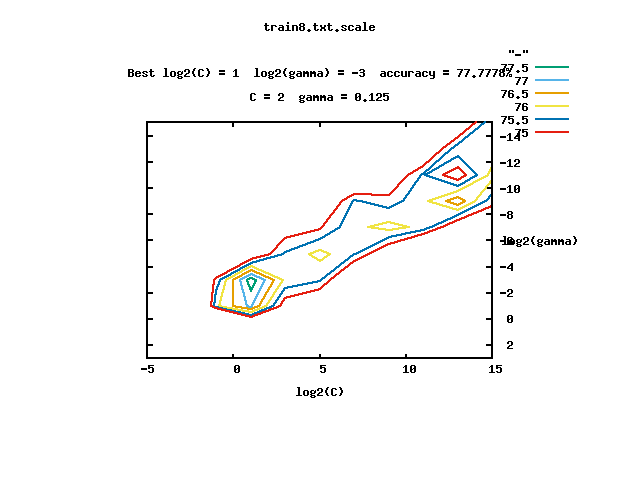 train8.txt.scale
"-"
Best log2(C) = 1  log2(gamma) = -3  accuracy = 77.7778%
77.5
77
76.5
76
75.5
75
C = 2  gamma = 0.125
-14
-12
-10
-8
-6
log2(gamma)
-4
-2
0
2
-5 0 5 10 15
log2(C)